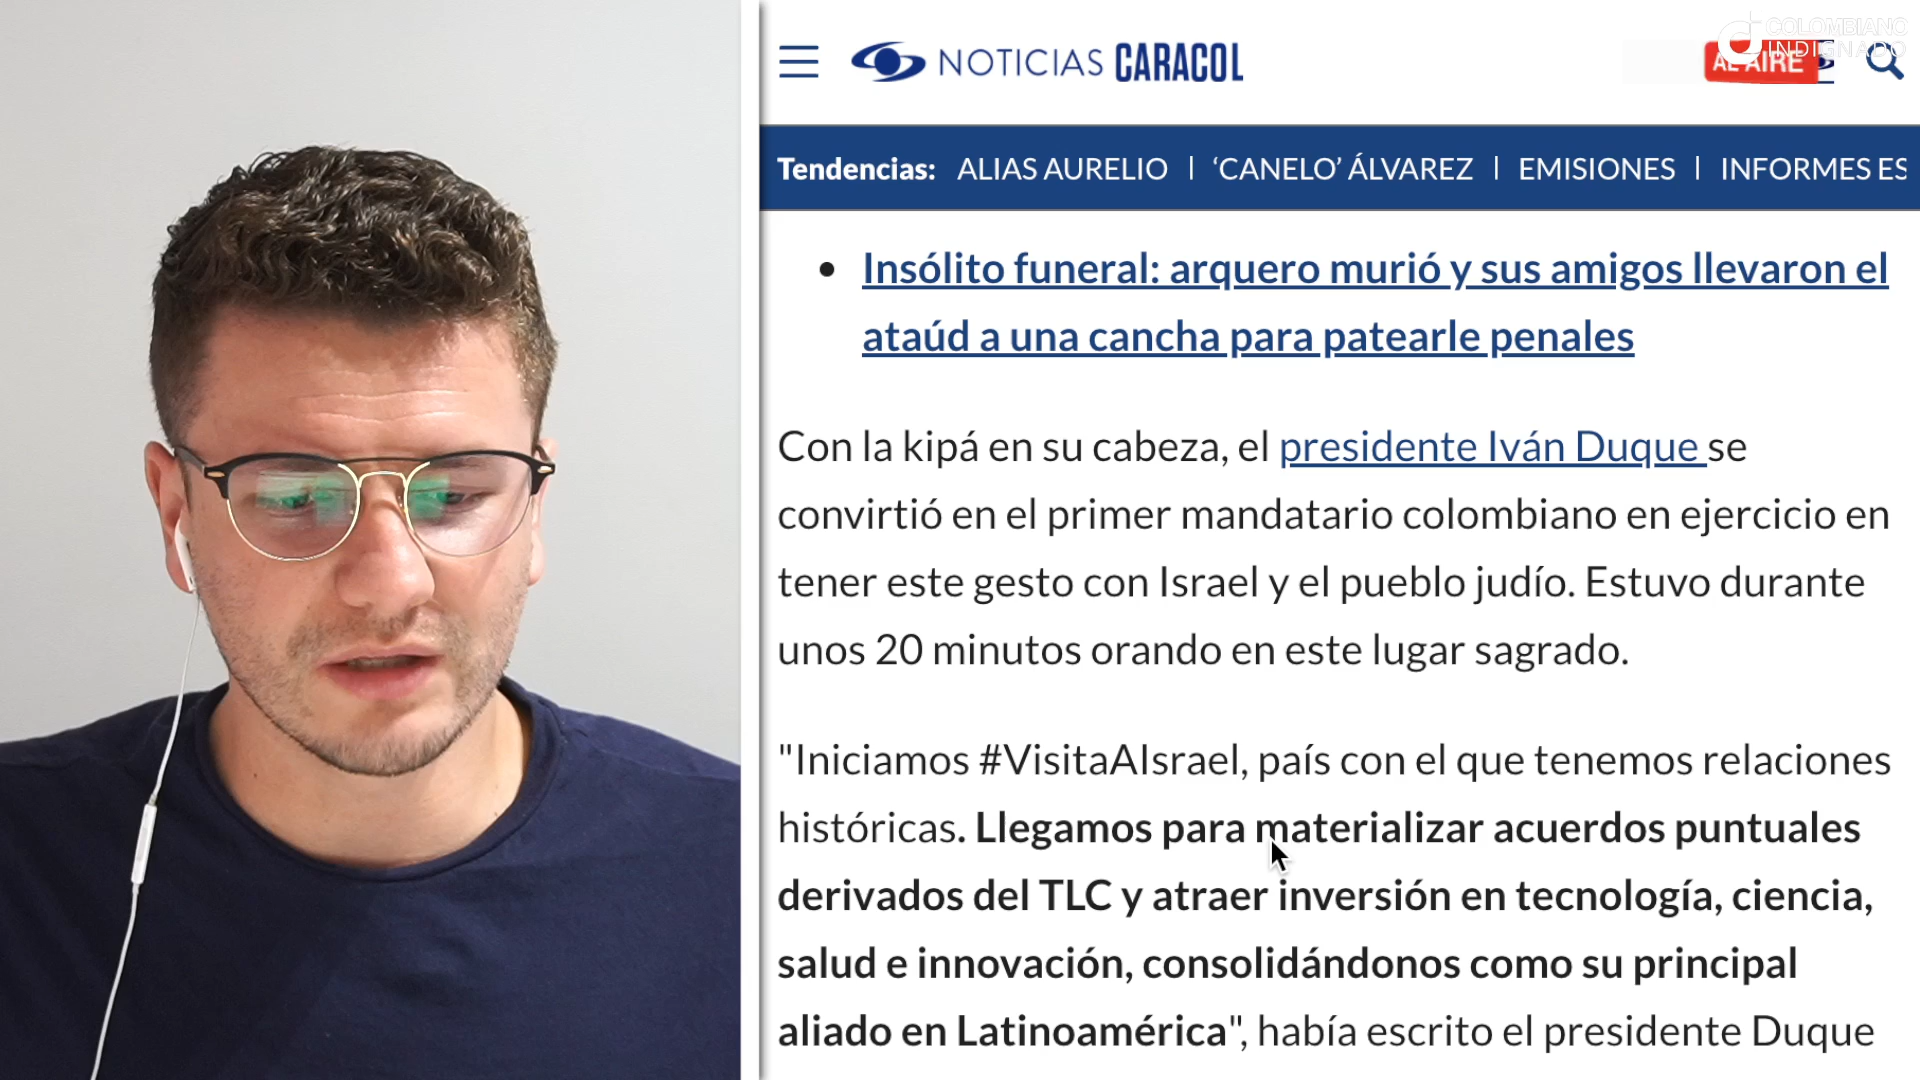 NOTICIAS CARACOL
COLOMBIANO
INDIGNADO
AL AIRE
Tendencias: ALIAS AURELIO | ‘CANELO’ ÁLVAREZ | EMISIONES | INFORMES ES
• Insólito funeral: arquero murió y sus amigos llevaron el
ataúd a una cancha para patearle penales
Con la kipá en su cabeza, el presidente Iván Duque se
convirtió en el primer mandatario colombiano en ejercicio en
tener este gesto con Israel y el pueblo judío. Estuvo durante
unos 20 minutos orando en este lugar sagrado.
"Iniciamos #VisitaAIsrael, país con el que tenemos relaciones
históricas. Llegamos para materializar acuerdos puntuales
derivados del TLC y atraer inversión en tecnología, ciencia,
salud e innovación, consolidándonos como su principal
aliado en Latinoamérica", había escrito el presidente Duque